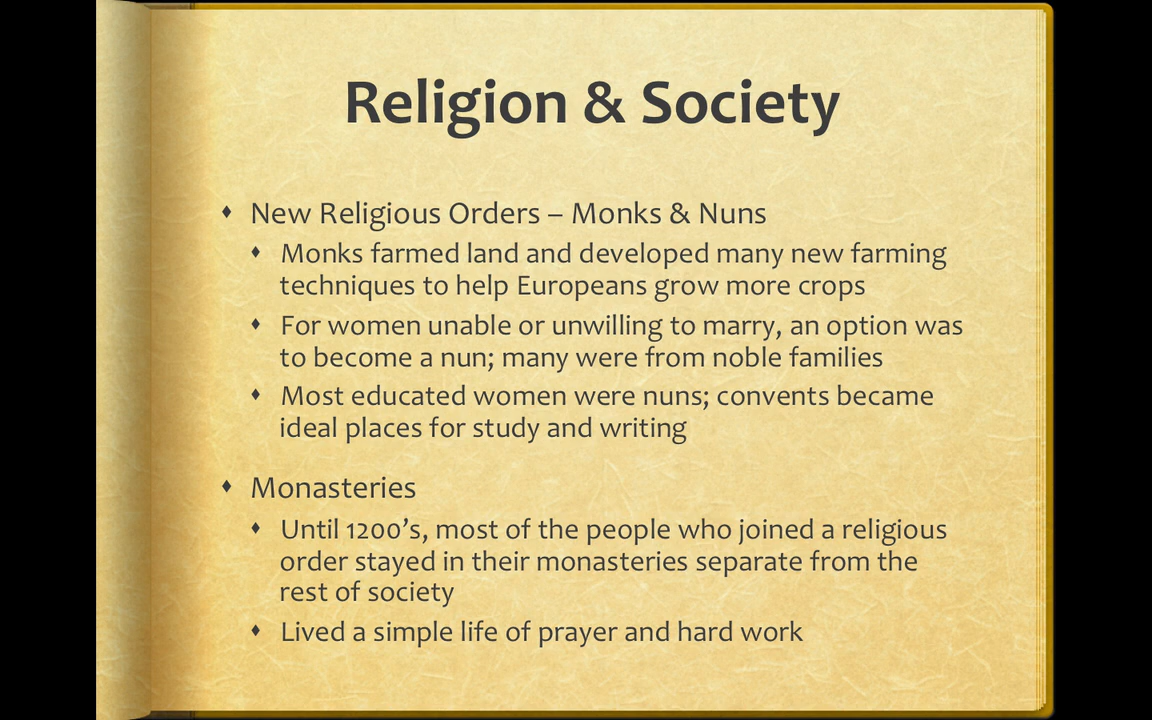 Religion & Society
♦ New Religious Orders – Monks & Nuns
♦ Monks farmed land and developed many new farming
techniques to help Europeans grow more crops
♦ For women unable or unwilling to marry, an option was
to become a nun; many were from noble families
♦ Most educated women were nuns; convents became
ideal places for study and writing
♦ Monasteries
♦ Until 1200’s, most of the people who joined a religious
order stayed in their monasteries separate from the
rest of society
♦ Lived a simple life of prayer and hard work